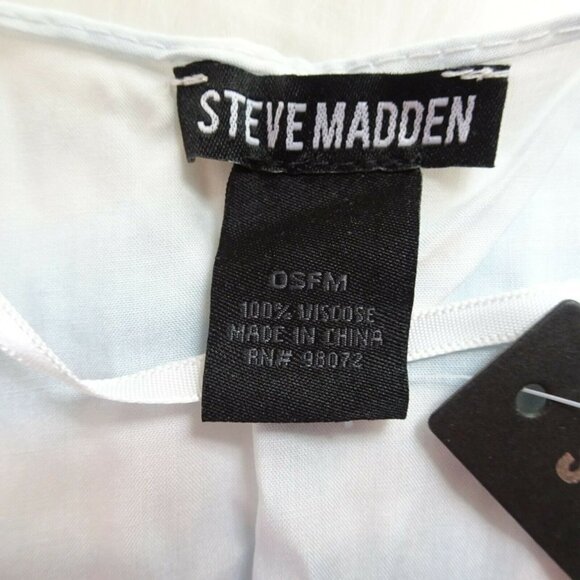 STEVE MADDEN
OSFM
100% VISCOSE
MADE IN CHINA
RN# 98072